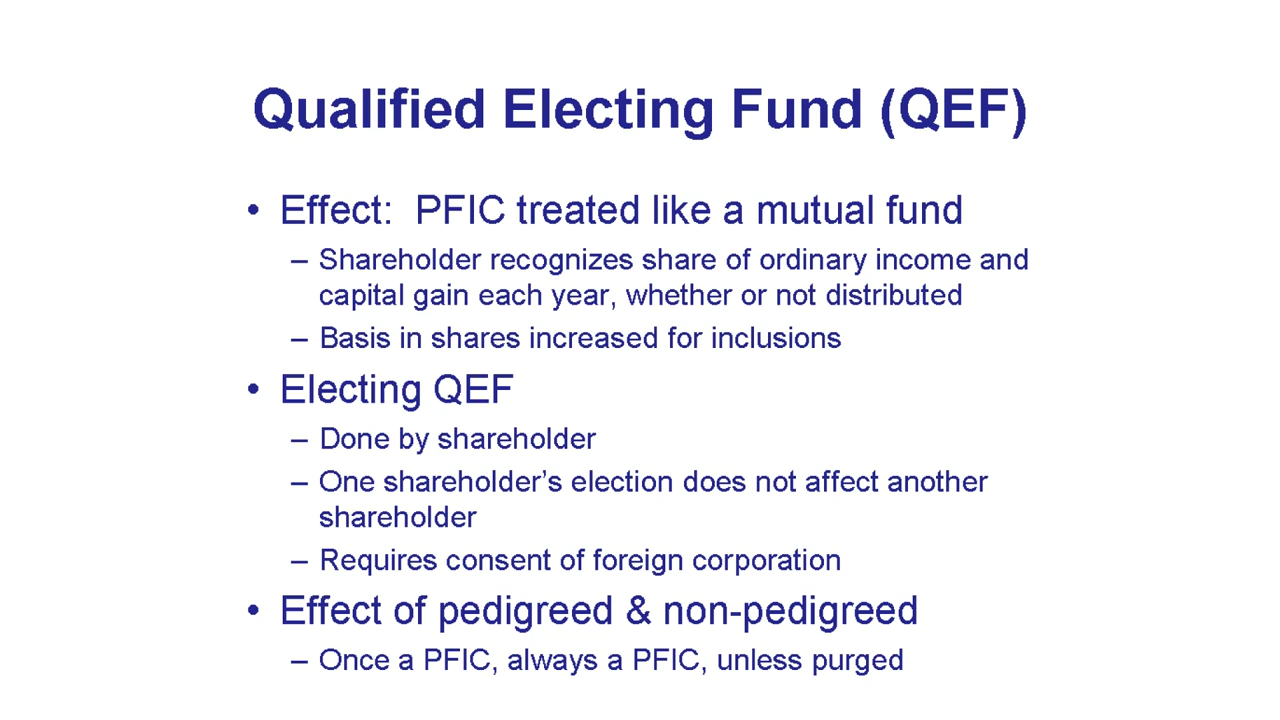 Qualified Electing Fund (QEF)
• Effect:  PFIC treated like a mutual fund
– Shareholder recognizes share of ordinary income and
capital gain each year, whether or not distributed
– Basis in shares increased for inclusions
• Electing QEF
– Done by shareholder
– One shareholder’s election does not affect another
shareholder
– Requires consent of foreign corporation
• Effect of pedigreed & non-pedigreed
– Once a PFIC, always a PFIC, unless purged